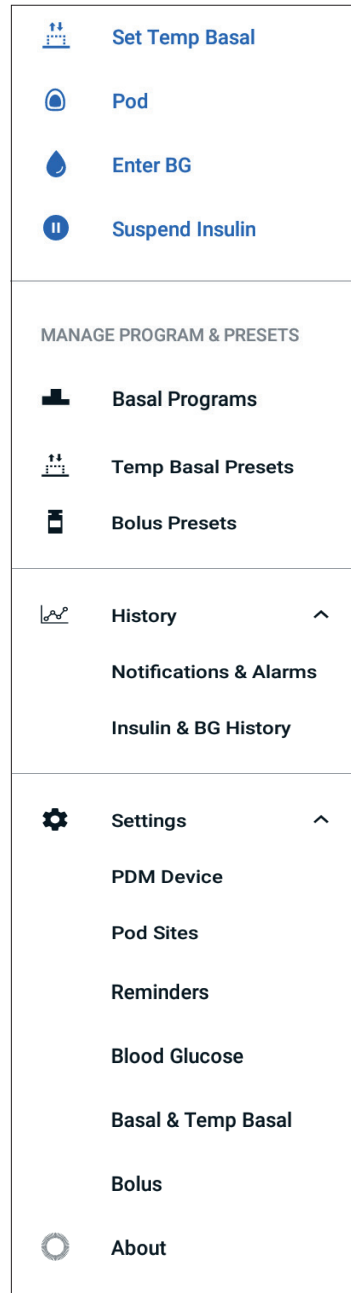 Set Temp Basal
Pod
Enter BG
Suspend Insulin
MANAGE PROGRAM & PRESETS
Basal Programs
Temp Basal Presets
Bolus Presets
History
Notifications & Alarms
Insulin & BG History
Settings
PDM Device
Pod Sites
Reminders
Blood Glucose
Basal & Temp Basal
Bolus
About